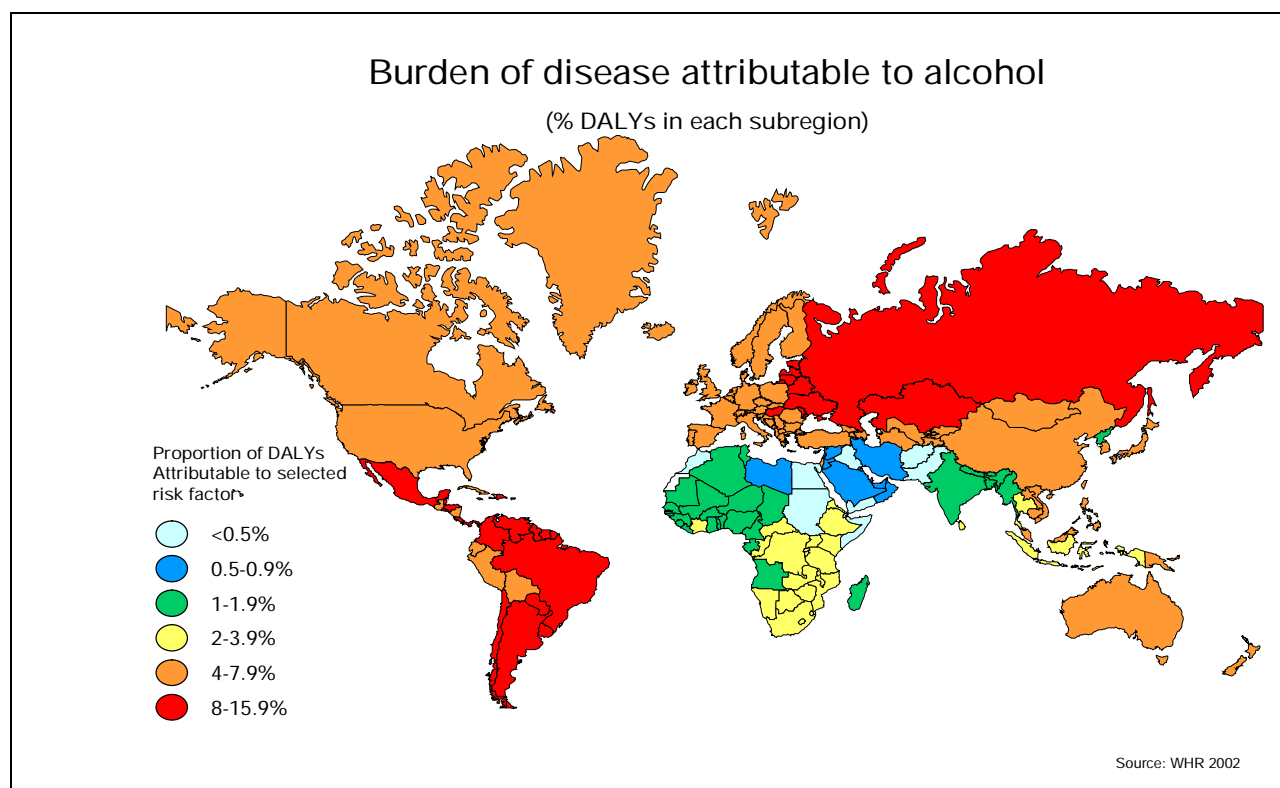 Burden of disease attributable to alcohol
(% DALYs in each subregion)
Proportion of DALYs
Attributable to selected
risk factor
<0.5%
0.5-0.9%
1-1.9%
2-3.9%
4-7.9%
8-15.9%
Source: WHR 2002